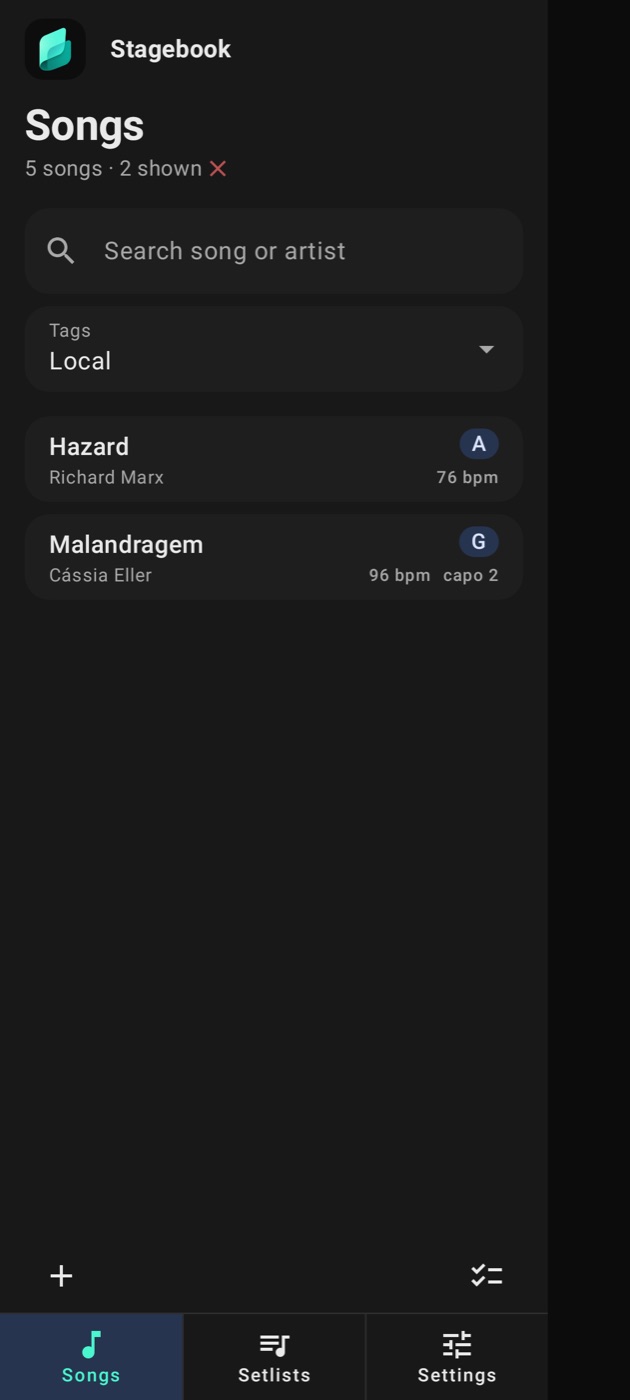 Stagebook
Songs
5 songs · 2 shown
Search song or artist
Tags
Local
Hazard
A
Richard Marx
76 bpm
Malandragem
G
Cássia Eller
96 bpm capo 2
Songs
Setlists
Settings